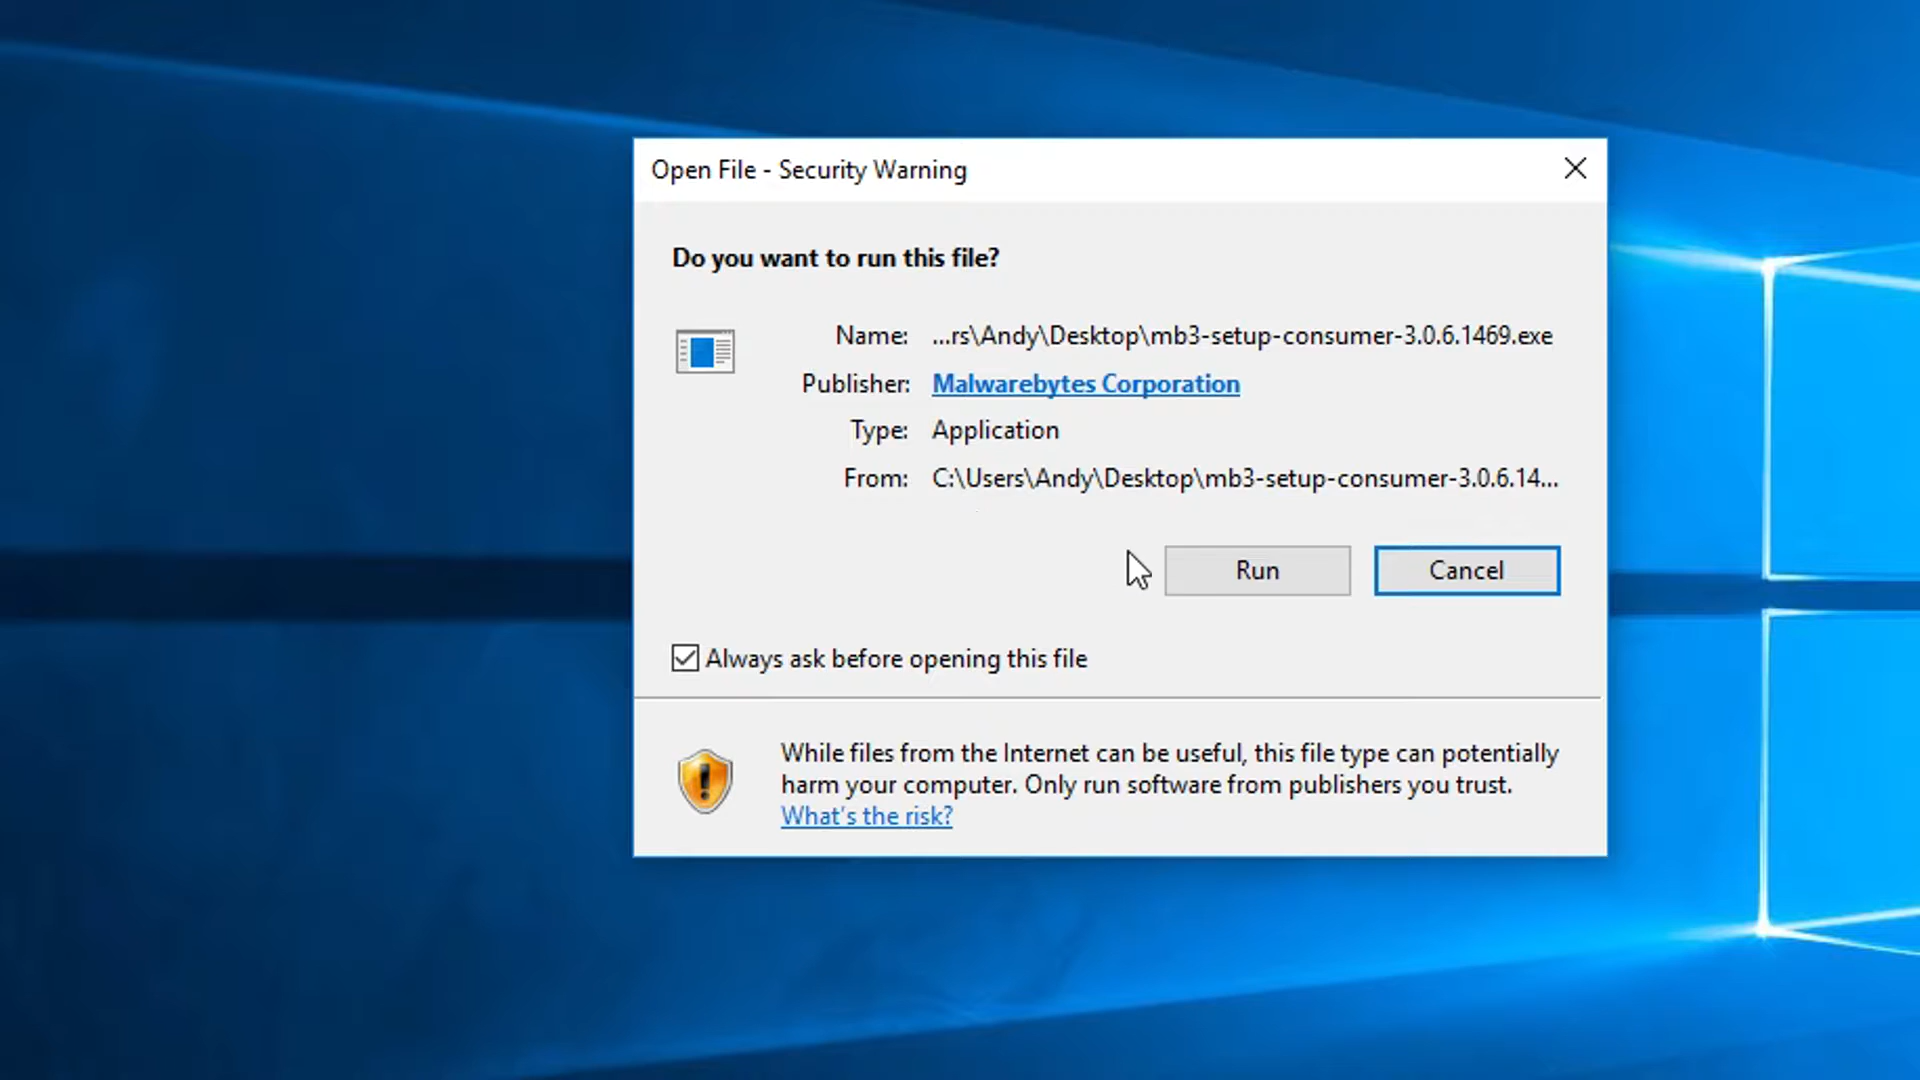 Open File - Security Warning
Do you want to run this file?
Name: ...rs\Andy\Desktop\mb3-setup-consumer-3.0.6.1469.exe
Publisher: Malwarebytes Corporation
Type: Application
From: C:\Users\Andy\Desktop\mb3-setup-consumer-3.0.6.14...
Run Cancel
Always ask before opening this file
While files from the Internet can be useful, this file type can potentially
harm your computer. Only run software from publishers you trust.
What's the risk?